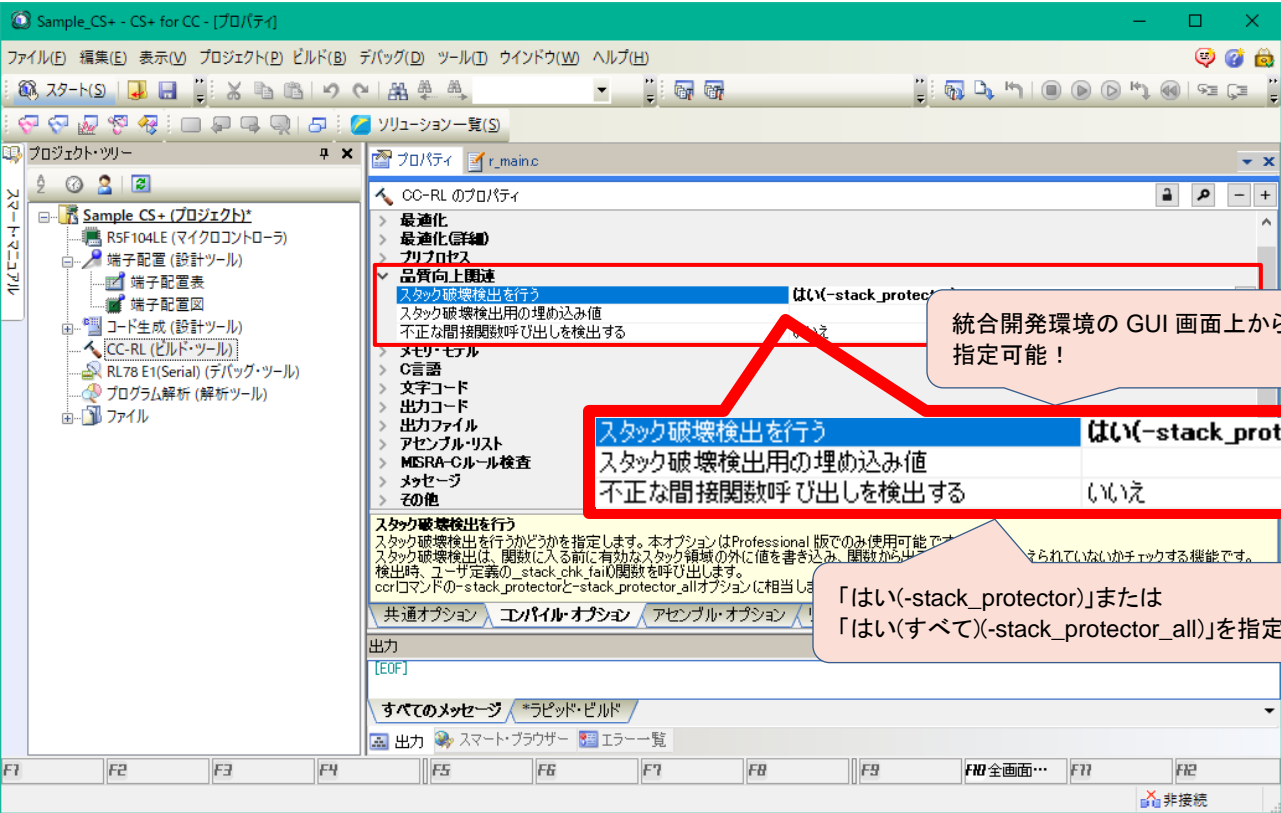 Sample_CS+ - CS+ for CC - [プロパティ]
ファイル(F) 編集(E) 表示(V) プロジェクト(P) ビルド(B) デバッグ(D) ツール(T) ウインドウ(W) ヘルプ(H)
スタート(S)
ソリューション一覧(S)
スマート・マニュアル
プロジェクト・ツリー
Sample_CS+ (プロジェクト)*
R5F104LE (マイクロコントローラ)
端子配置 (設計ツール)
端子配置表
端子配置図
コード生成 (設計ツール)
CC-RL (ビルド・ツール)
RL78 E1(Serial) (デバッグ・ツール)
プログラム解析 (解析ツール)
ファイル
プロパティ r_main.c
CC-RL のプロパティ
最適化
最適化(詳細)
プリプロセス
品質向上関連
スタック破壊検出を行う はい(-stack_protec
スタック破壊検出用の埋め込み値
不正な間接関数呼び出しを検出する
メモリ・モデル
C言語
文字コード
出力コード
出力ファイル
アセンブル・リスト
MISRA-Cルール検査
メッセージ
その他
統合開発環境の GUI 画面上から
指定可能！
スタック破壊検出を行う はい(-stack_prot
スタック破壊検出用の埋め込み値
不正な間接関数呼び出しを検出する いいえ
スタック破壊検出を行う
スタック破壊検出を行うかどうかを指定します。本オプションはProfessional 版でのみ使用可能で
スタック破壊検出は、関数に入る前に有効なスタック領域の外に値を書き込み、関数から えられていないかチェックする機能です。
検出時、ユーザ定義の__stack_chk_fail()関数を呼び出します。
ccrlコマンドの-stack_protectorと-stack_protector_allオプションに相当し
「はい(-stack_protector)」または
「はい(すべて)(-stack_protector_all)」を指定
共通オプション コンパイル・オプション アセンブル・オプション
出力
[EOF]
すべてのメッセージ *ラピッド・ビルド
出力 スマート・ブラウザー エラー一覧
F1 F2 F3 F4 F5 F6 F7 F8 F9 F10 全画面… F11 F12
非接続